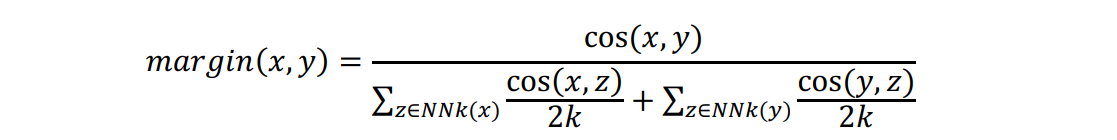 margin(x, y) = cos(x, y) / (∑z∈NNk(x) cos(x, z)/2k + ∑z∈NNk(y) cos(y, z)/2k)